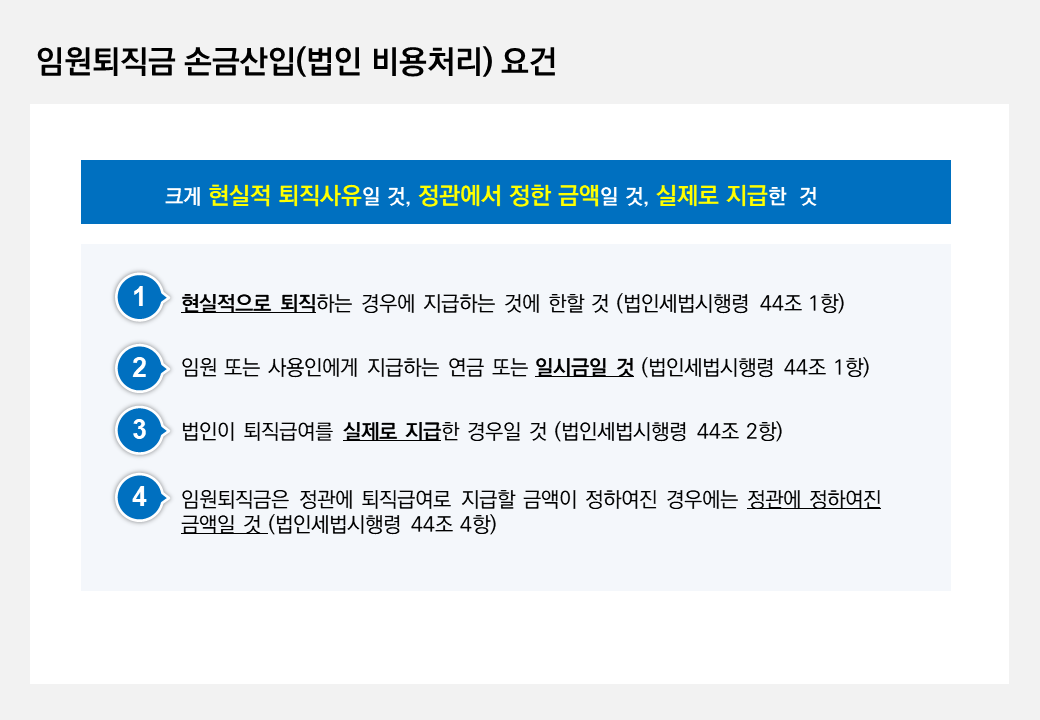 임원퇴직금 손금산입(법인 비용처리) 요건
크게 현실적 퇴직사유일 것, 정관에서 정한 금액일 것, 실제로 지급한 것
1 현실적으로 퇴직하는 경우에 지급하는 것에 한할 것 (법인세법시행령 44조 1항)
2 임원 또는 사용인에게 지급하는 연금 또는 일시금일 것 (법인세법시행령 44조 1항)
3 법인이 퇴직급여를 실제로 지급한 경우일 것 (법인세법시행령 44조 2항)
4 임원퇴직금은 정관에 퇴직급여로 지급할 금액이 정하여진 경우에는 정관에 정하여진
금액일 것 (법인세법시행령 44조 4항)